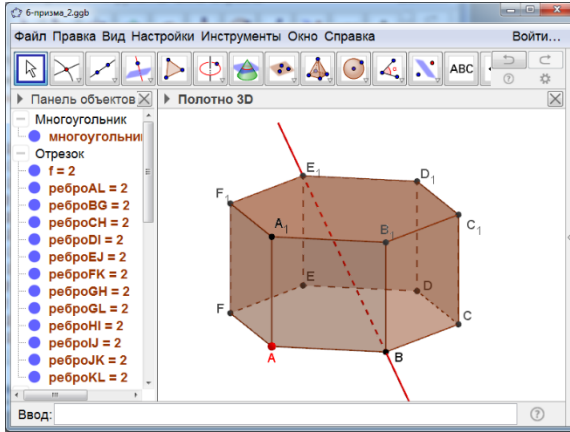 6-призма_2.ggb
Файл Правка Вид Настройки Инструменты Окно Справка Войти...
ABC
Панель объектов Полотно 3D
Многоугольник
многоугольни
Отрезок
f = 2
реброAL = 2
реброBG = 2
реброCH = 2
реброDI = 2
реброEJ = 2
реброFK = 2
реброGH = 2
реброGL = 2
реброHI = 2
реброIJ = 2
реброJK = 2
реброKL = 2
E1
D1
F1
A1
B1
C1
E
D
F
C
A
B
Ввод: